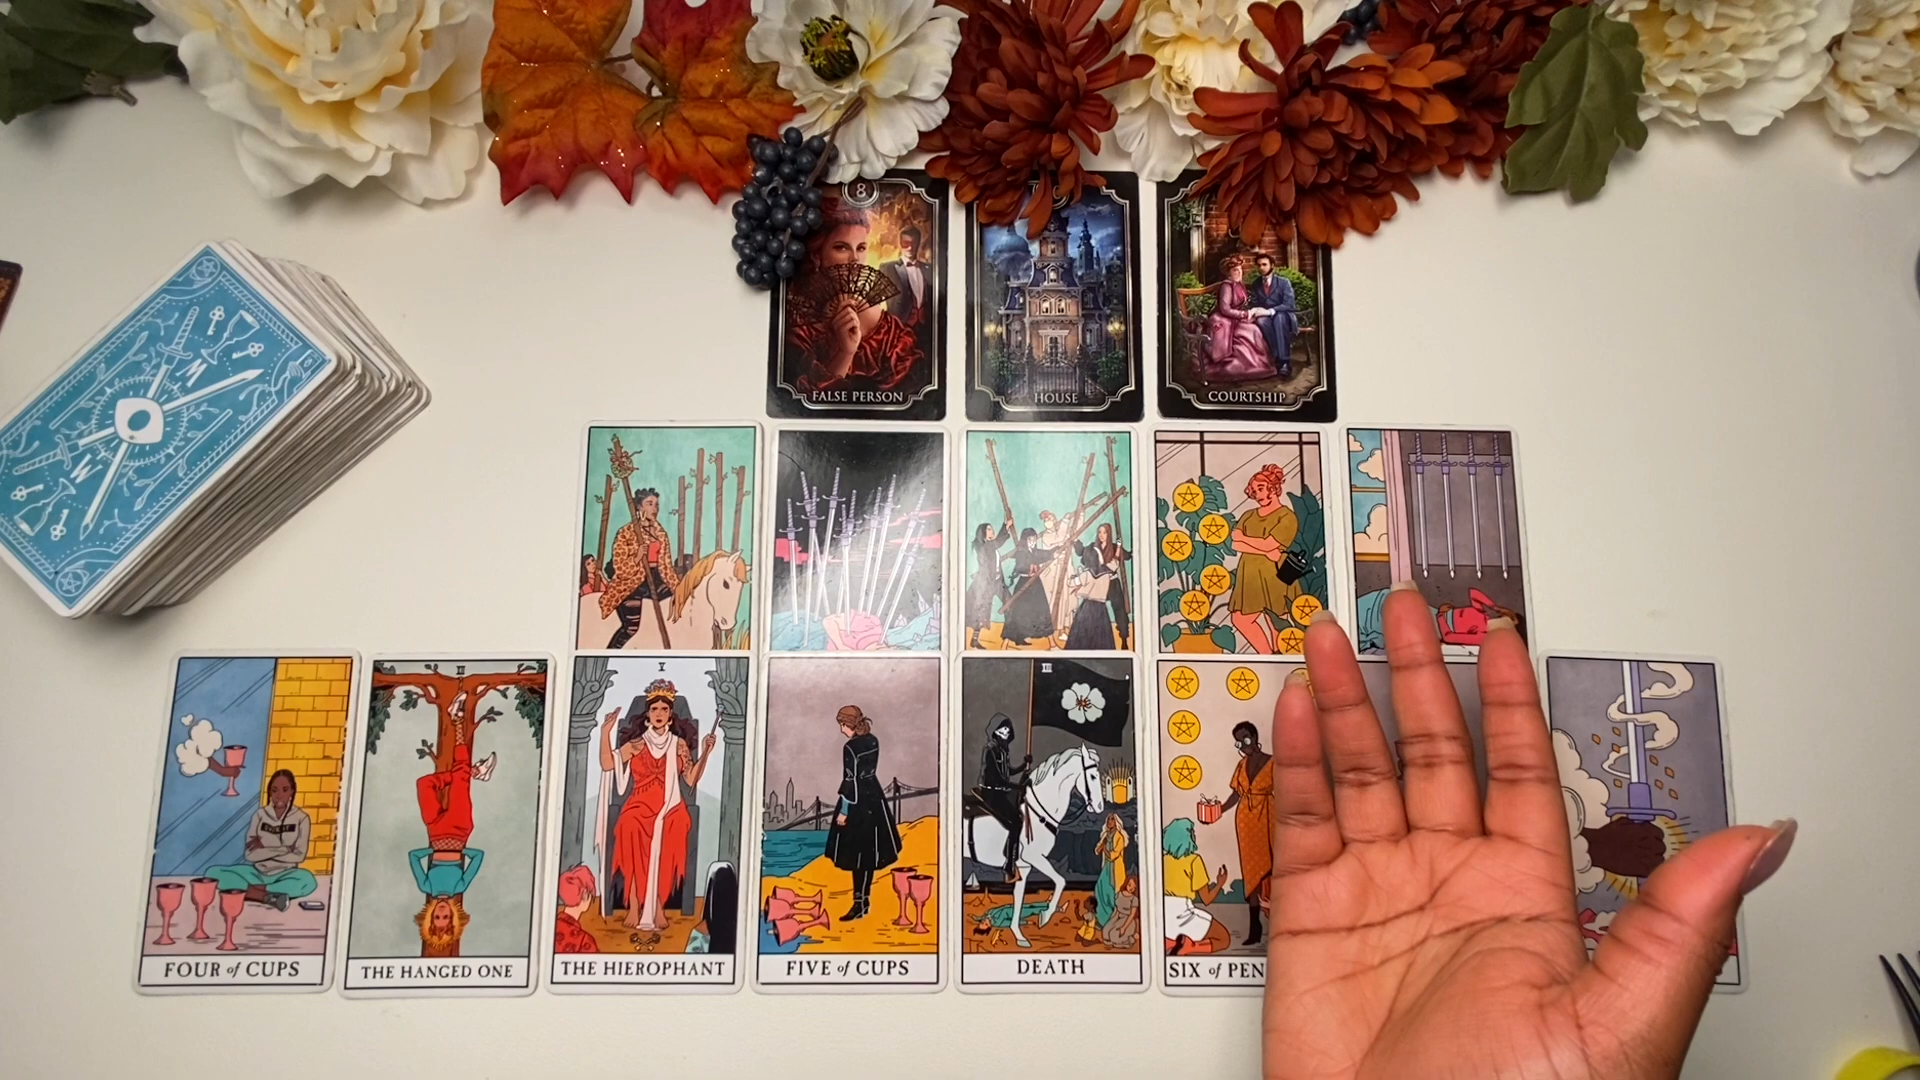 8
FALSE PERSON
HOUSE
COURTSHIP
M
W
V
XIII
FOUR of CUPS
THE HANGED ONE
THE HIEROPHANT
FIVE of CUPS
DEATH
SIX of PEN